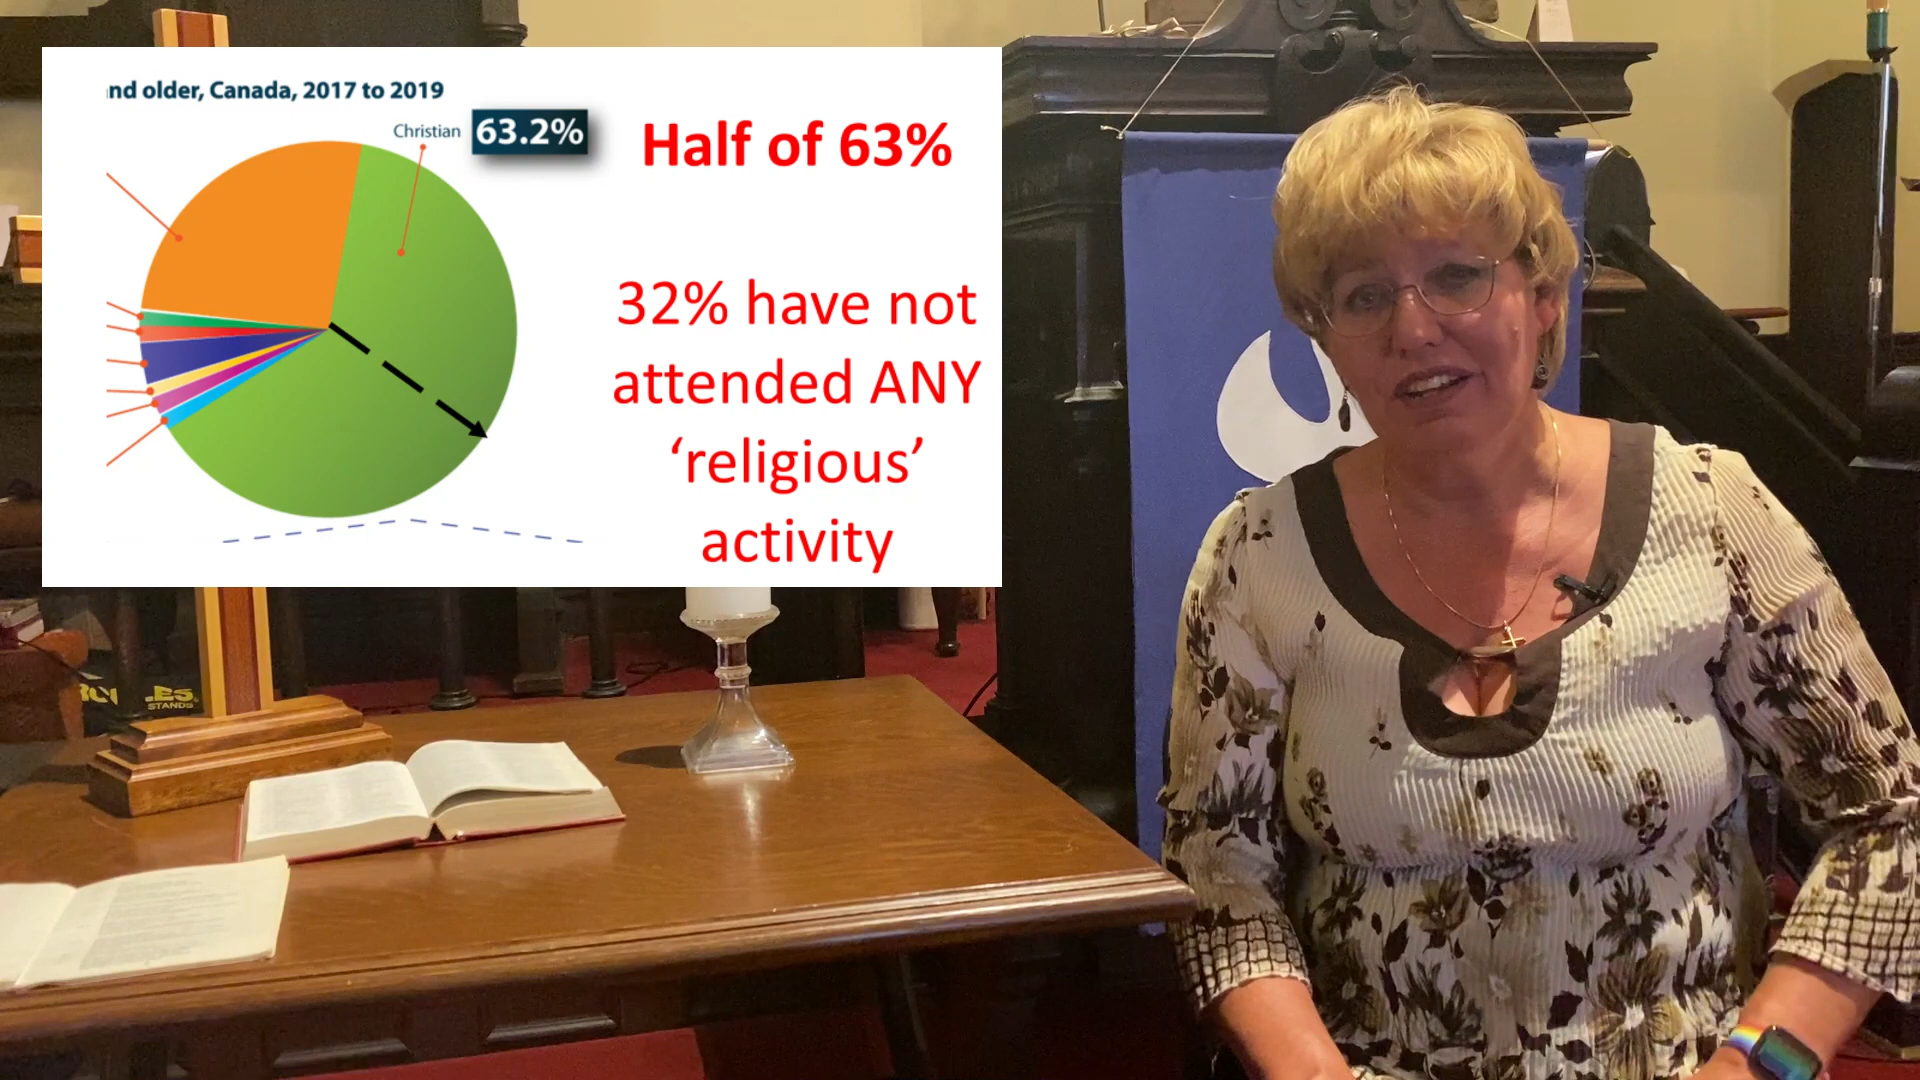 nd older, Canada, 2017 to 2019
Christian 63.2%
Half of 63%
32% have not
attended ANY
‘religious’
activity
STANDS